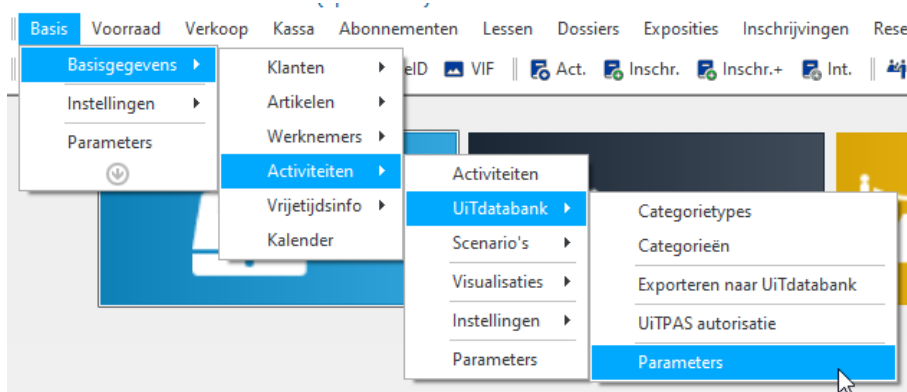 Basis Voorraad Verkoop Kassa Abonnementen Lessen Dossiers Exposities Inschrijvingen Rese
Basisgegevens Klanten eID VIF Act. Inschr. Inschr.+ Int.
Instellingen Artikelen
Parameters Werknemers
Activiteiten Activiteiten
Vrijetijdsinfo UiTdatabank Categorietypes
Kalender Scenario's Categorieën
Visualisaties Exporteren naar UiTdatabank
Instellingen UiTPAS autorisatie
Parameters Parameters